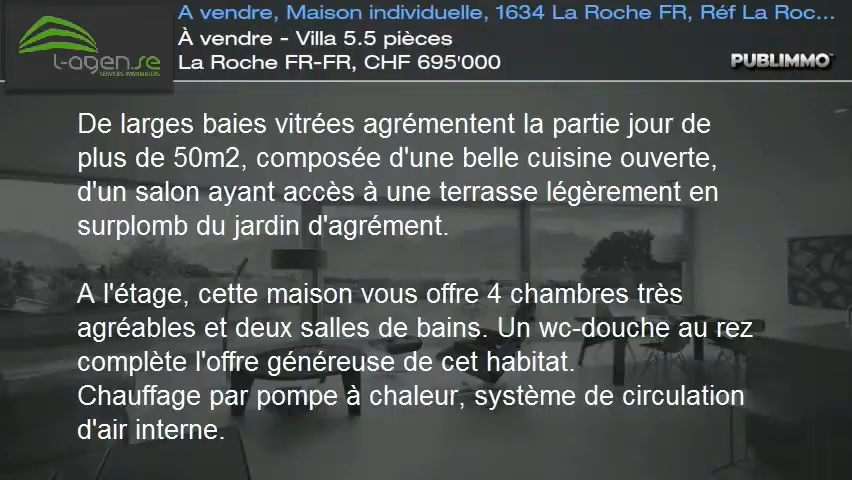 A vendre, Maison individuelle, 1634 La Roche FR, Réf La Roc...
À vendre - Villa 5.5 pièces
La Roche FR-FR, CHF 695'000
l-agen.se
SERVICES IMMOBILIERS
PUBLIMMO
De larges baies vitrées agrémentent la partie jour de
plus de 50m2, composée d'une belle cuisine ouverte,
d'un salon ayant accès à une terrasse légèrement en
surplomb du jardin d'agrément.
A l'étage, cette maison vous offre 4 chambres très
agréables et deux salles de bains. Un wc-douche au rez
complète l'offre généreuse de cet habitat.
Chauffage par pompe à chaleur, système de circulation
d'air interne.